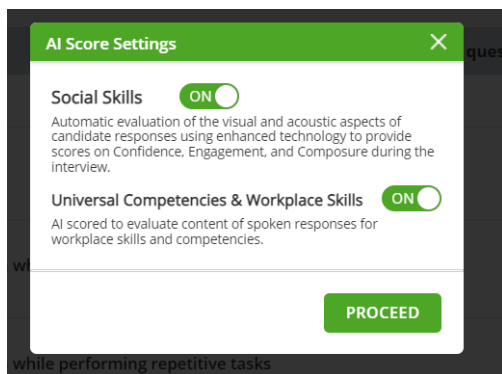 AI Score Settings
ques
Social Skills ON
Automatic evaluation of the visual and acoustic aspects of
candidate responses using enhanced technology to provide
scores on Confidence, Engagement, and Composure during the
interview.
Universal Competencies & Workplace Skills ON
AI scored to evaluate content of spoken responses for
workplace skills and competencies.
PROCEED
while performing repetitive tasks